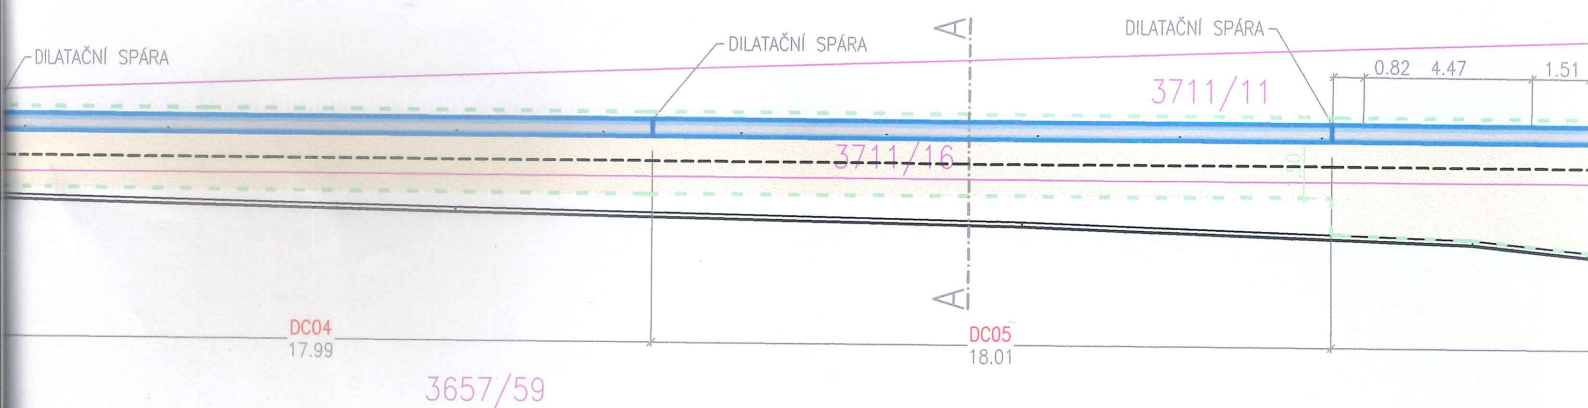 DILATAČNÍ SPÁRA
DILATAČNÍ SPÁRA
A
DILATAČNÍ SPÁRA
0.82 4.47 1.51
3711/11
3711/16
A
DC04
17.99
DC05
18.01
3657/59